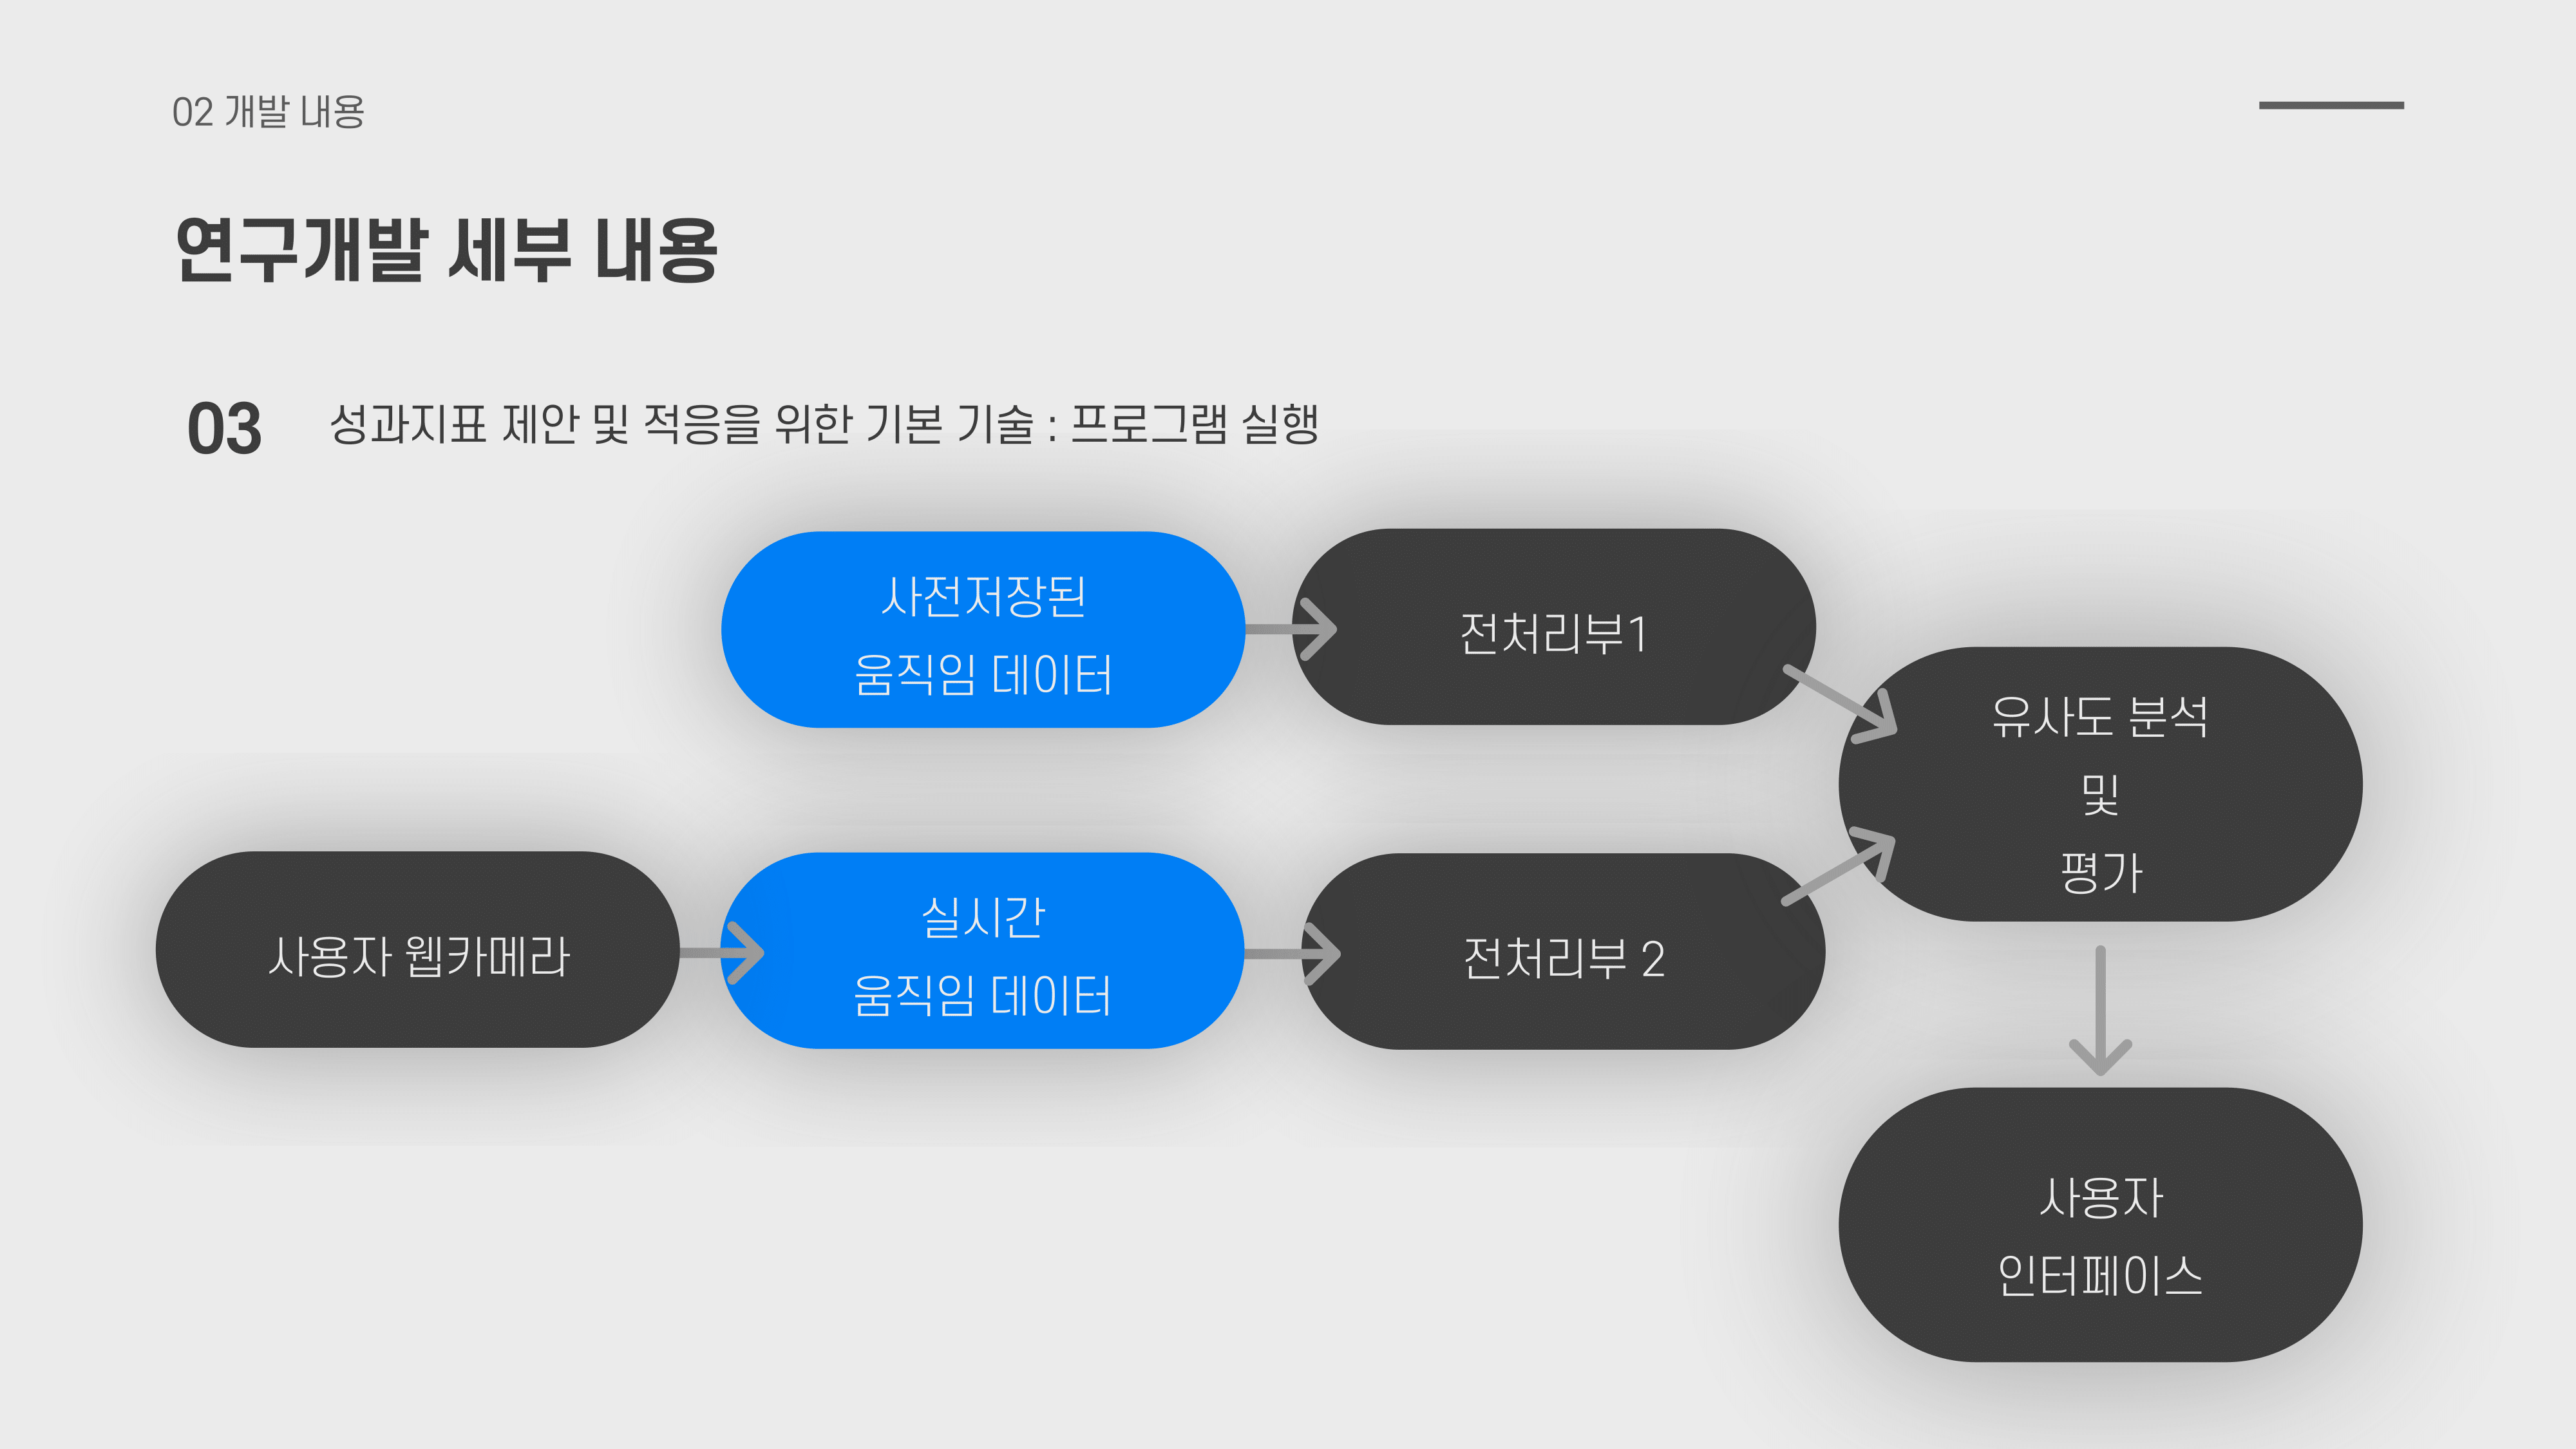 02 개발 내용
연구개발 세부 내용
03 성과지표 제안 및 적응을 위한 기본 기술 : 프로그램 실행
사전저장된
움직임 데이터
전처리부1
유사도 분석
및
평가
사용자 웹카메라
실시간
움직임 데이터
전처리부 2
사용자
인터페이스